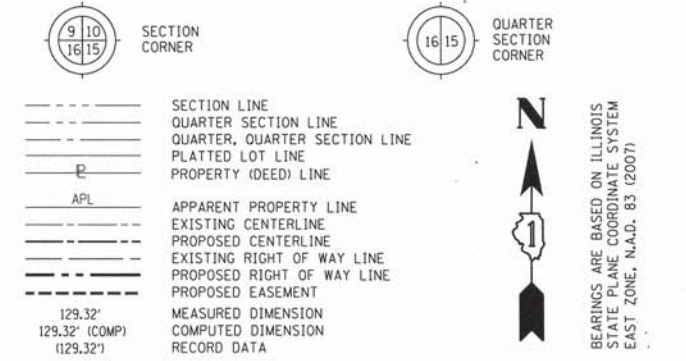 9 10
16 15
SECTION
CORNER
16 15
QUARTER
SECTION
CORNER
SECTION LINE
QUARTER SECTION LINE
QUARTER, QUARTER SECTION LINE
PLATTED LOT LINE
PL PROPERTY (DEED) LINE
APL APPARENT PROPERTY LINE
EXISTING CENTERLINE
PROPOSED CENTERLINE
EXISTING RIGHT OF WAY LINE
PROPOSED RIGHT OF WAY LINE
PROPOSED EASEMENT
129.32' MEASURED DIMENSION
129.32' (COMP) COMPUTED DIMENSION
(129.32') RECORD DATA
N
1
BEARINGS ARE BASED ON ILLINOIS
STATE PLANE COORDINATE SYSTEM
EAST ZONE, N.A.D. 83 (2007)